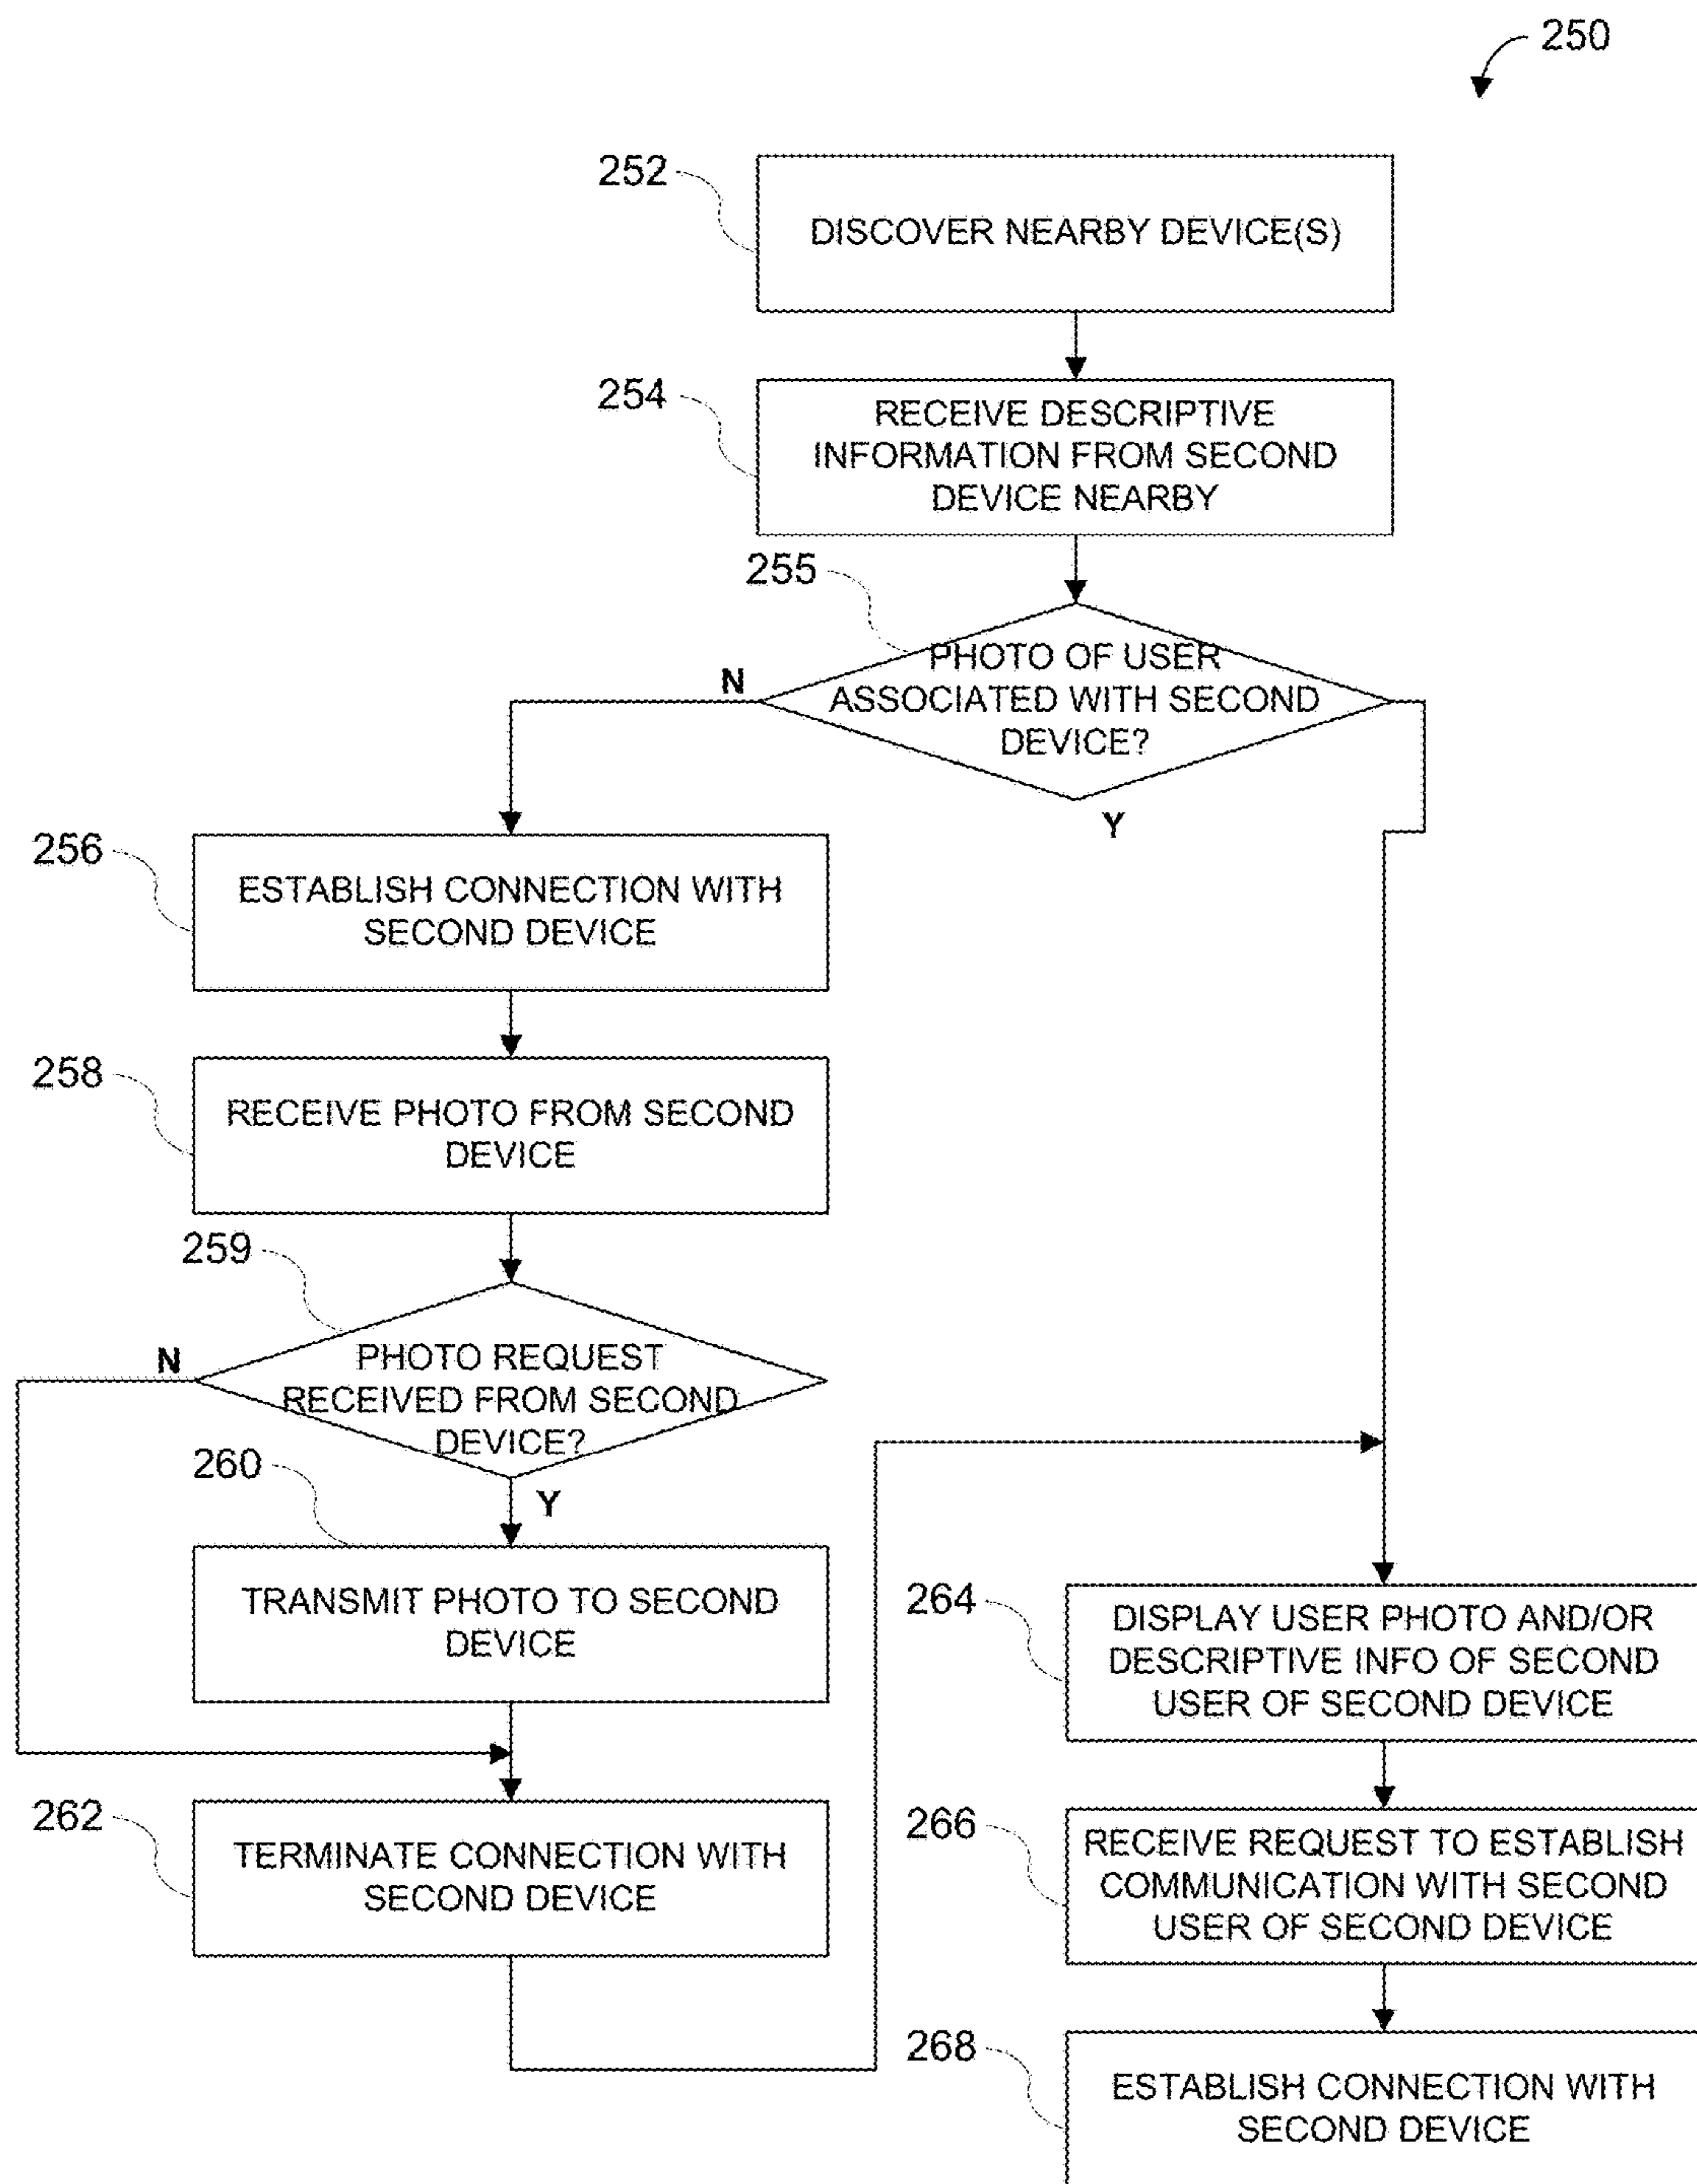 250
252
DISCOVER NEARBY DEVICE(S)
254
RECEIVE DESCRIPTIVE
INFORMATION FROM SECOND
DEVICE NEARBY
255
PHOTO OF USER
ASSOCIATED WITH SECOND
DEVICE?
N
Y
256
ESTABLISH CONNECTION WITH
SECOND DEVICE
258
RECEIVE PHOTO FROM SECOND
DEVICE
259
PHOTO REQUEST
RECEIVED FROM SECOND
DEVICE?
N
Y
260
TRANSMIT PHOTO TO SECOND
DEVICE
262
TERMINATE CONNECTION WITH
SECOND DEVICE
264
DISPLAY USER PHOTO AND/OR
DESCRIPTIVE INFO OF SECOND
USER OF SECOND DEVICE
266
RECEIVE REQUEST TO ESTABLISH
COMMUNICATION WITH SECOND
USER OF SECOND DEVICE
268
ESTABLISH CONNECTION WITH
SECOND DEVICE